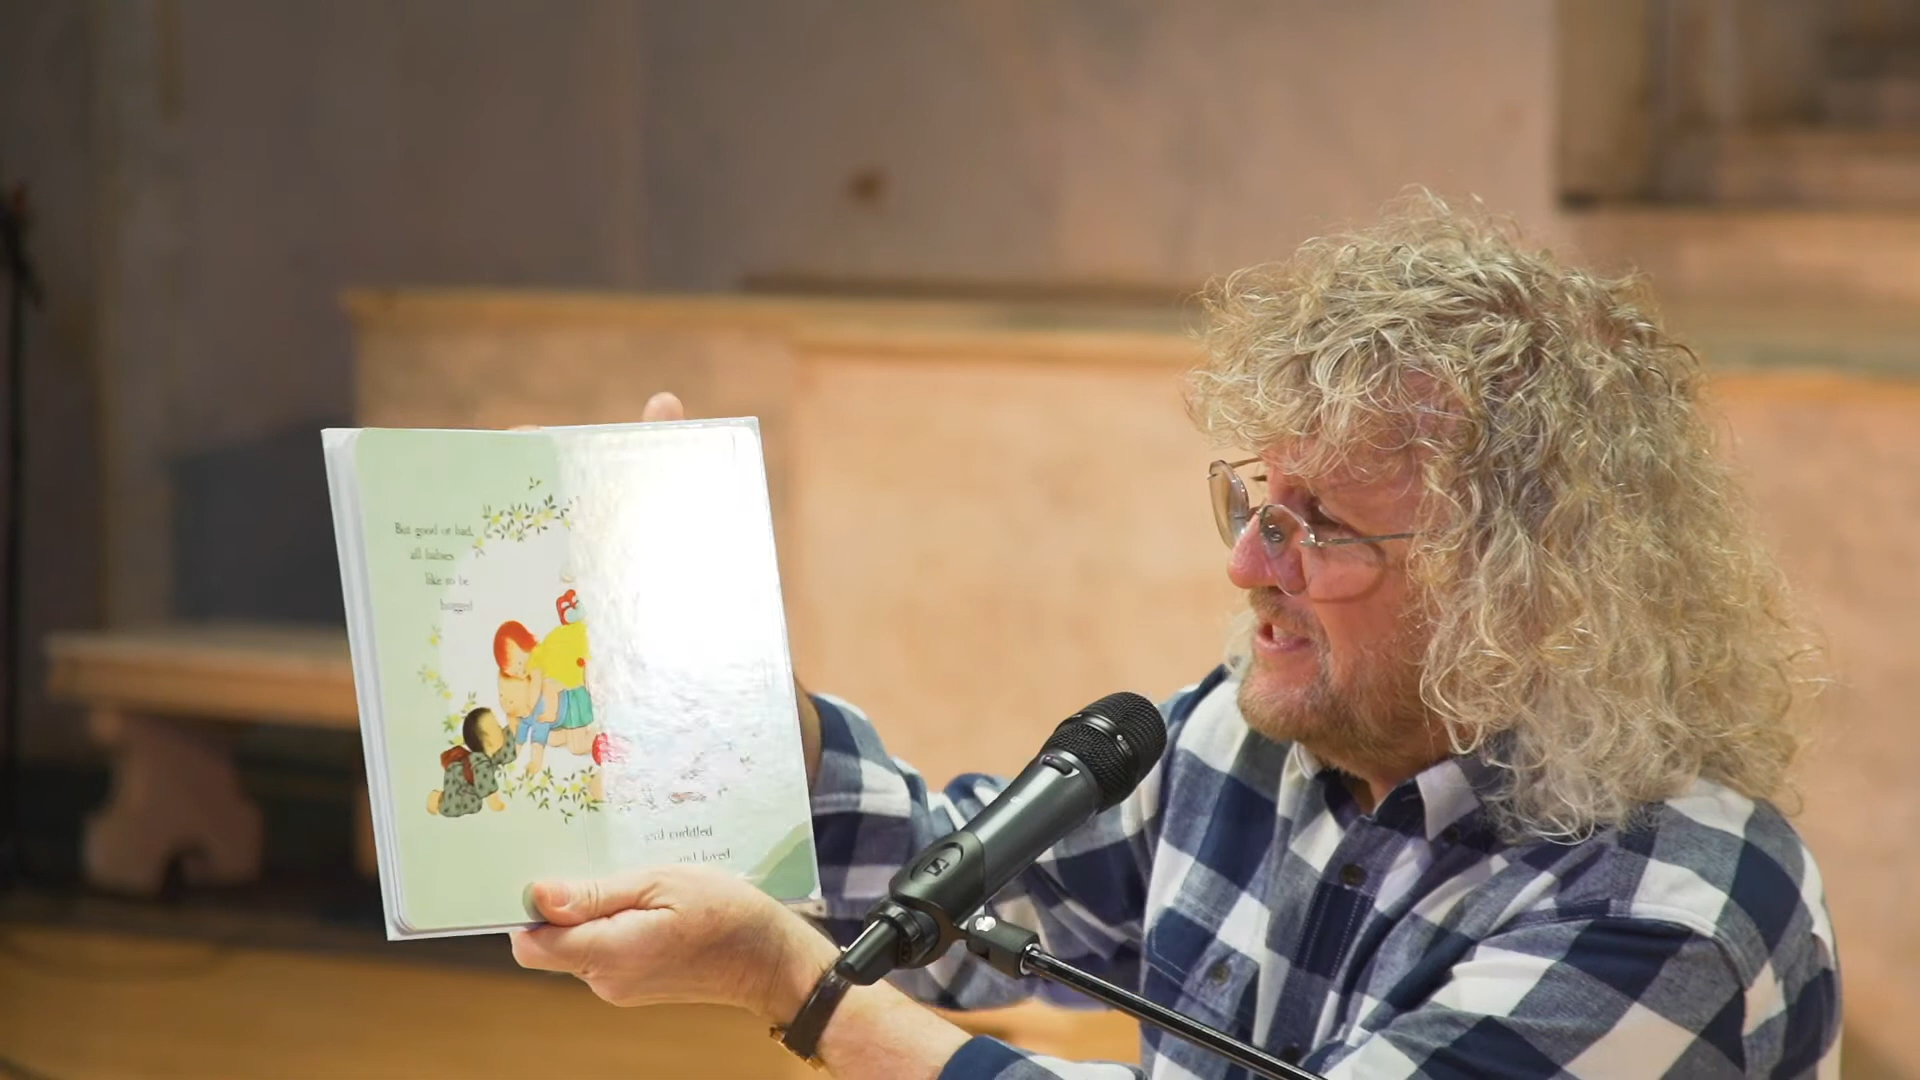 But good or bad,
all babies
like to be
hugged
and cuddled
and loved.